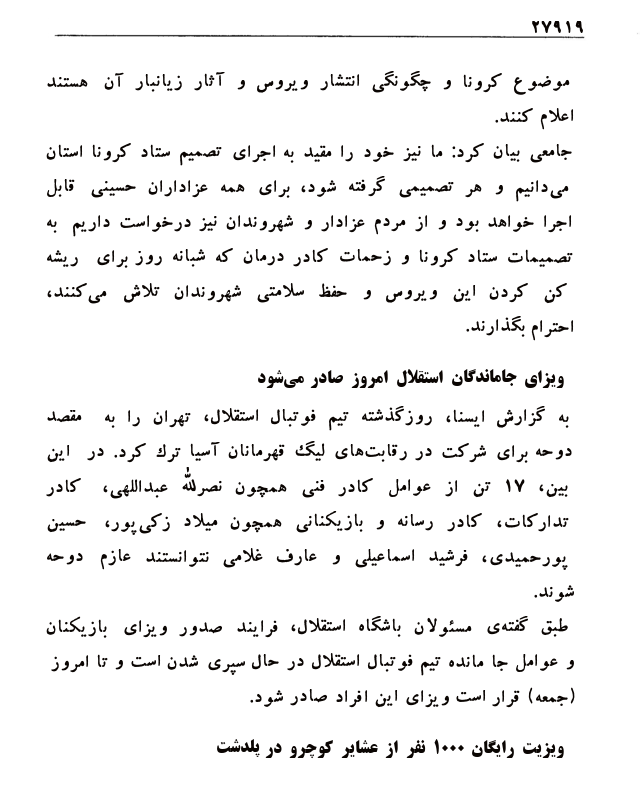 ۲۷۹۱۹
موضوع کرونا و چگونگی انتشار ویروس و آثار زیانبار آن هستند
اعلام کنند.
جامعی بیان کرد: ما نیز خود را مقید به اجرای تصمیم ستاد کرونا استان
می‌دانیم و هر تصمیمی گرفته شود، برای همه عزاداران حسینی قابل
اجرا خواهد بود و از مردم عزادار و شهروندان نیز درخواست داریم به
تصمیمات ستاد کرونا و زحمات کادر درمان که شبانه روز برای ریشه
کن کردن این ویروس و حفظ سلامتی شهروندان تلاش می‌کنند،
احترام بگذارند.
ویزای جاماندگان استقلال امروز صادر می‌شود
به گزارش ایسنا، روزگذشته تیم فوتبال استقلال، تهران را به مقصد
دوحه برای شرکت در رقابت‌های لیگ قهرمانان آسیا ترک کرد. در این
بین، ۱۷ تن از عوامل کادر فنی همچون نصرالله عبداللهی، کادر
تدارکات، کادر رسانه و بازیکنانی همچون میلاد زکی‌پور، حسین
پورحمیدی، فرشید اسماعیلی و عارف غلامی نتوانستند عازم دوحه
شوند.
طبق گفته‌ی مسئولان باشگاه استقلال، فرایند صدور ویزای بازیکنان
و عوامل جا مانده تیم فوتبال استقلال در حال سپری شدن است و تا امروز
(جمعه) قرار است ویزای این افراد صادر شود.
ویزیت رایگان ۱۰۰۰ نفر از عشایر کوچرو در پلدشت